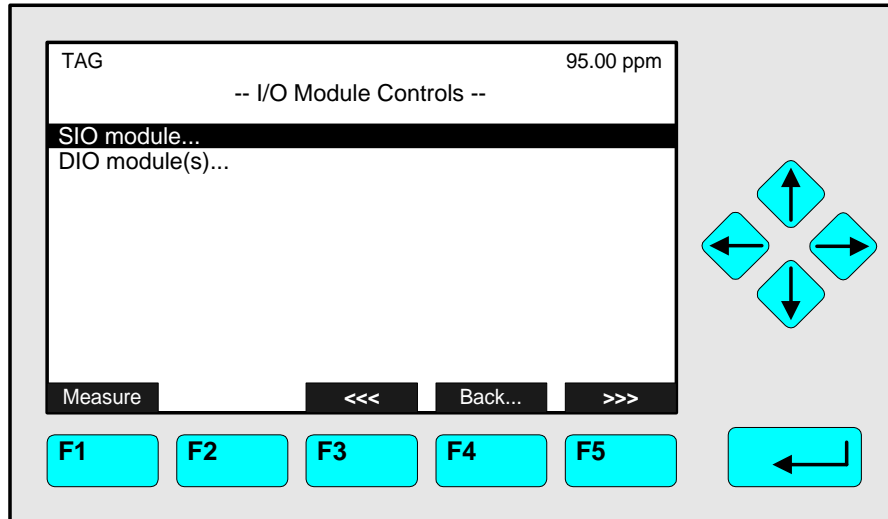 TAG 95.00 ppm
-- I/O Module Controls --
SIO module...
DIO module(s)...
Measure <<< Back... >>>
F1 F2 F3 F4 F5